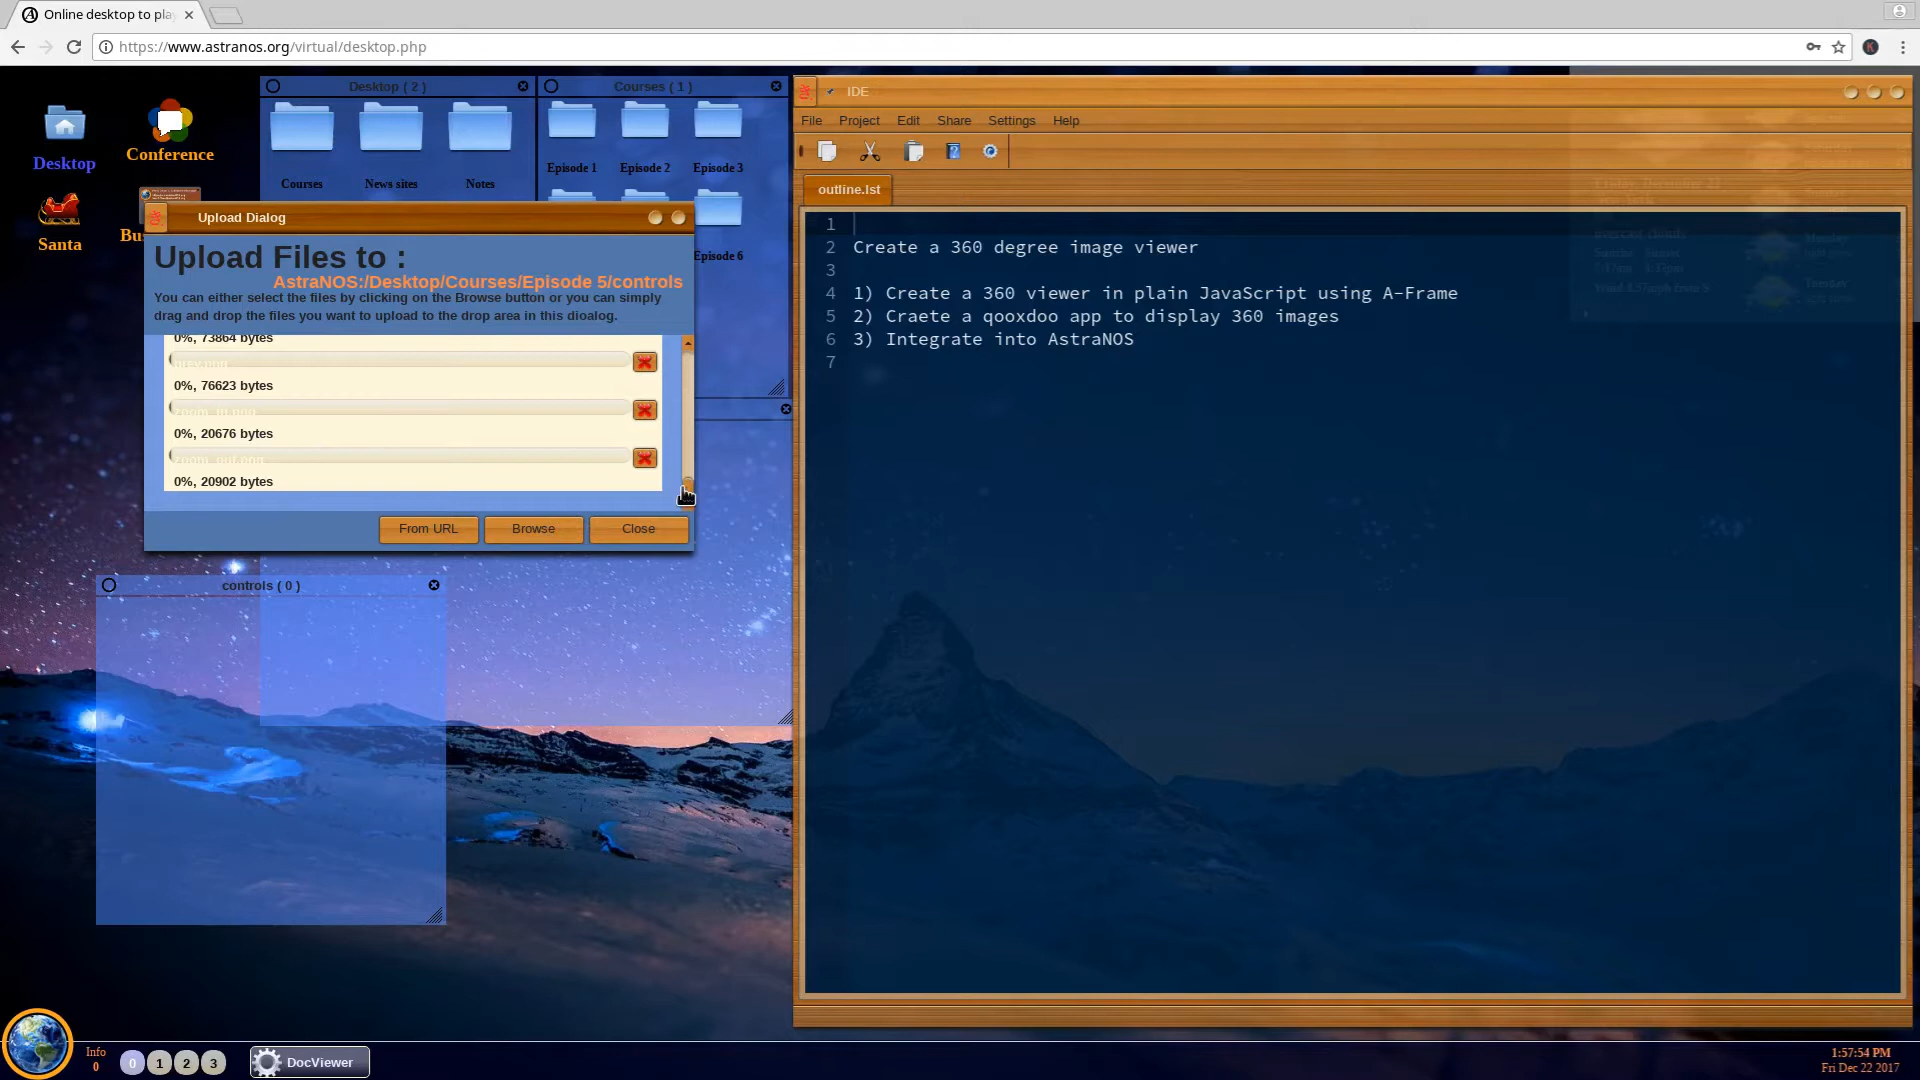 Online desktop to pla
https://www.astranos.org/virtual/desktop.php
Desktop
Conference
Santa
Bu
Desktop ( 2 )
Courses
News sites
Notes
Courses ( 1 )
Episode 1
Episode 2
Episode 3
Episode 6
Upload Dialog
Upload Files to :
AstraNOS:/Desktop/Courses/Episode 5/controls
You can either select the files by clicking on the Browse button or you can simply
drag and drop the files you want to upload to the drop area in this dioalog.
0%, 73864 bytes
prev.png
0%, 76623 bytes
zoom_in.png
0%, 20676 bytes
zoom_out.png
0%, 20902 bytes
From URL
Browse
Close
controls ( 0 )
IDE
File Project Edit Share Settings Help
outline.lst
1
2 Create a 360 degree image viewer
3
4 1) Create a 360 viewer in plain JavaScript using A-Frame
5 2) Craete a qooxdoo app to display 360 images
6 3) Integrate into AstraNOS
7
Info
0
0 1 2 3
DocViewer
1:57:54 PM
Fri Dec 22 2017